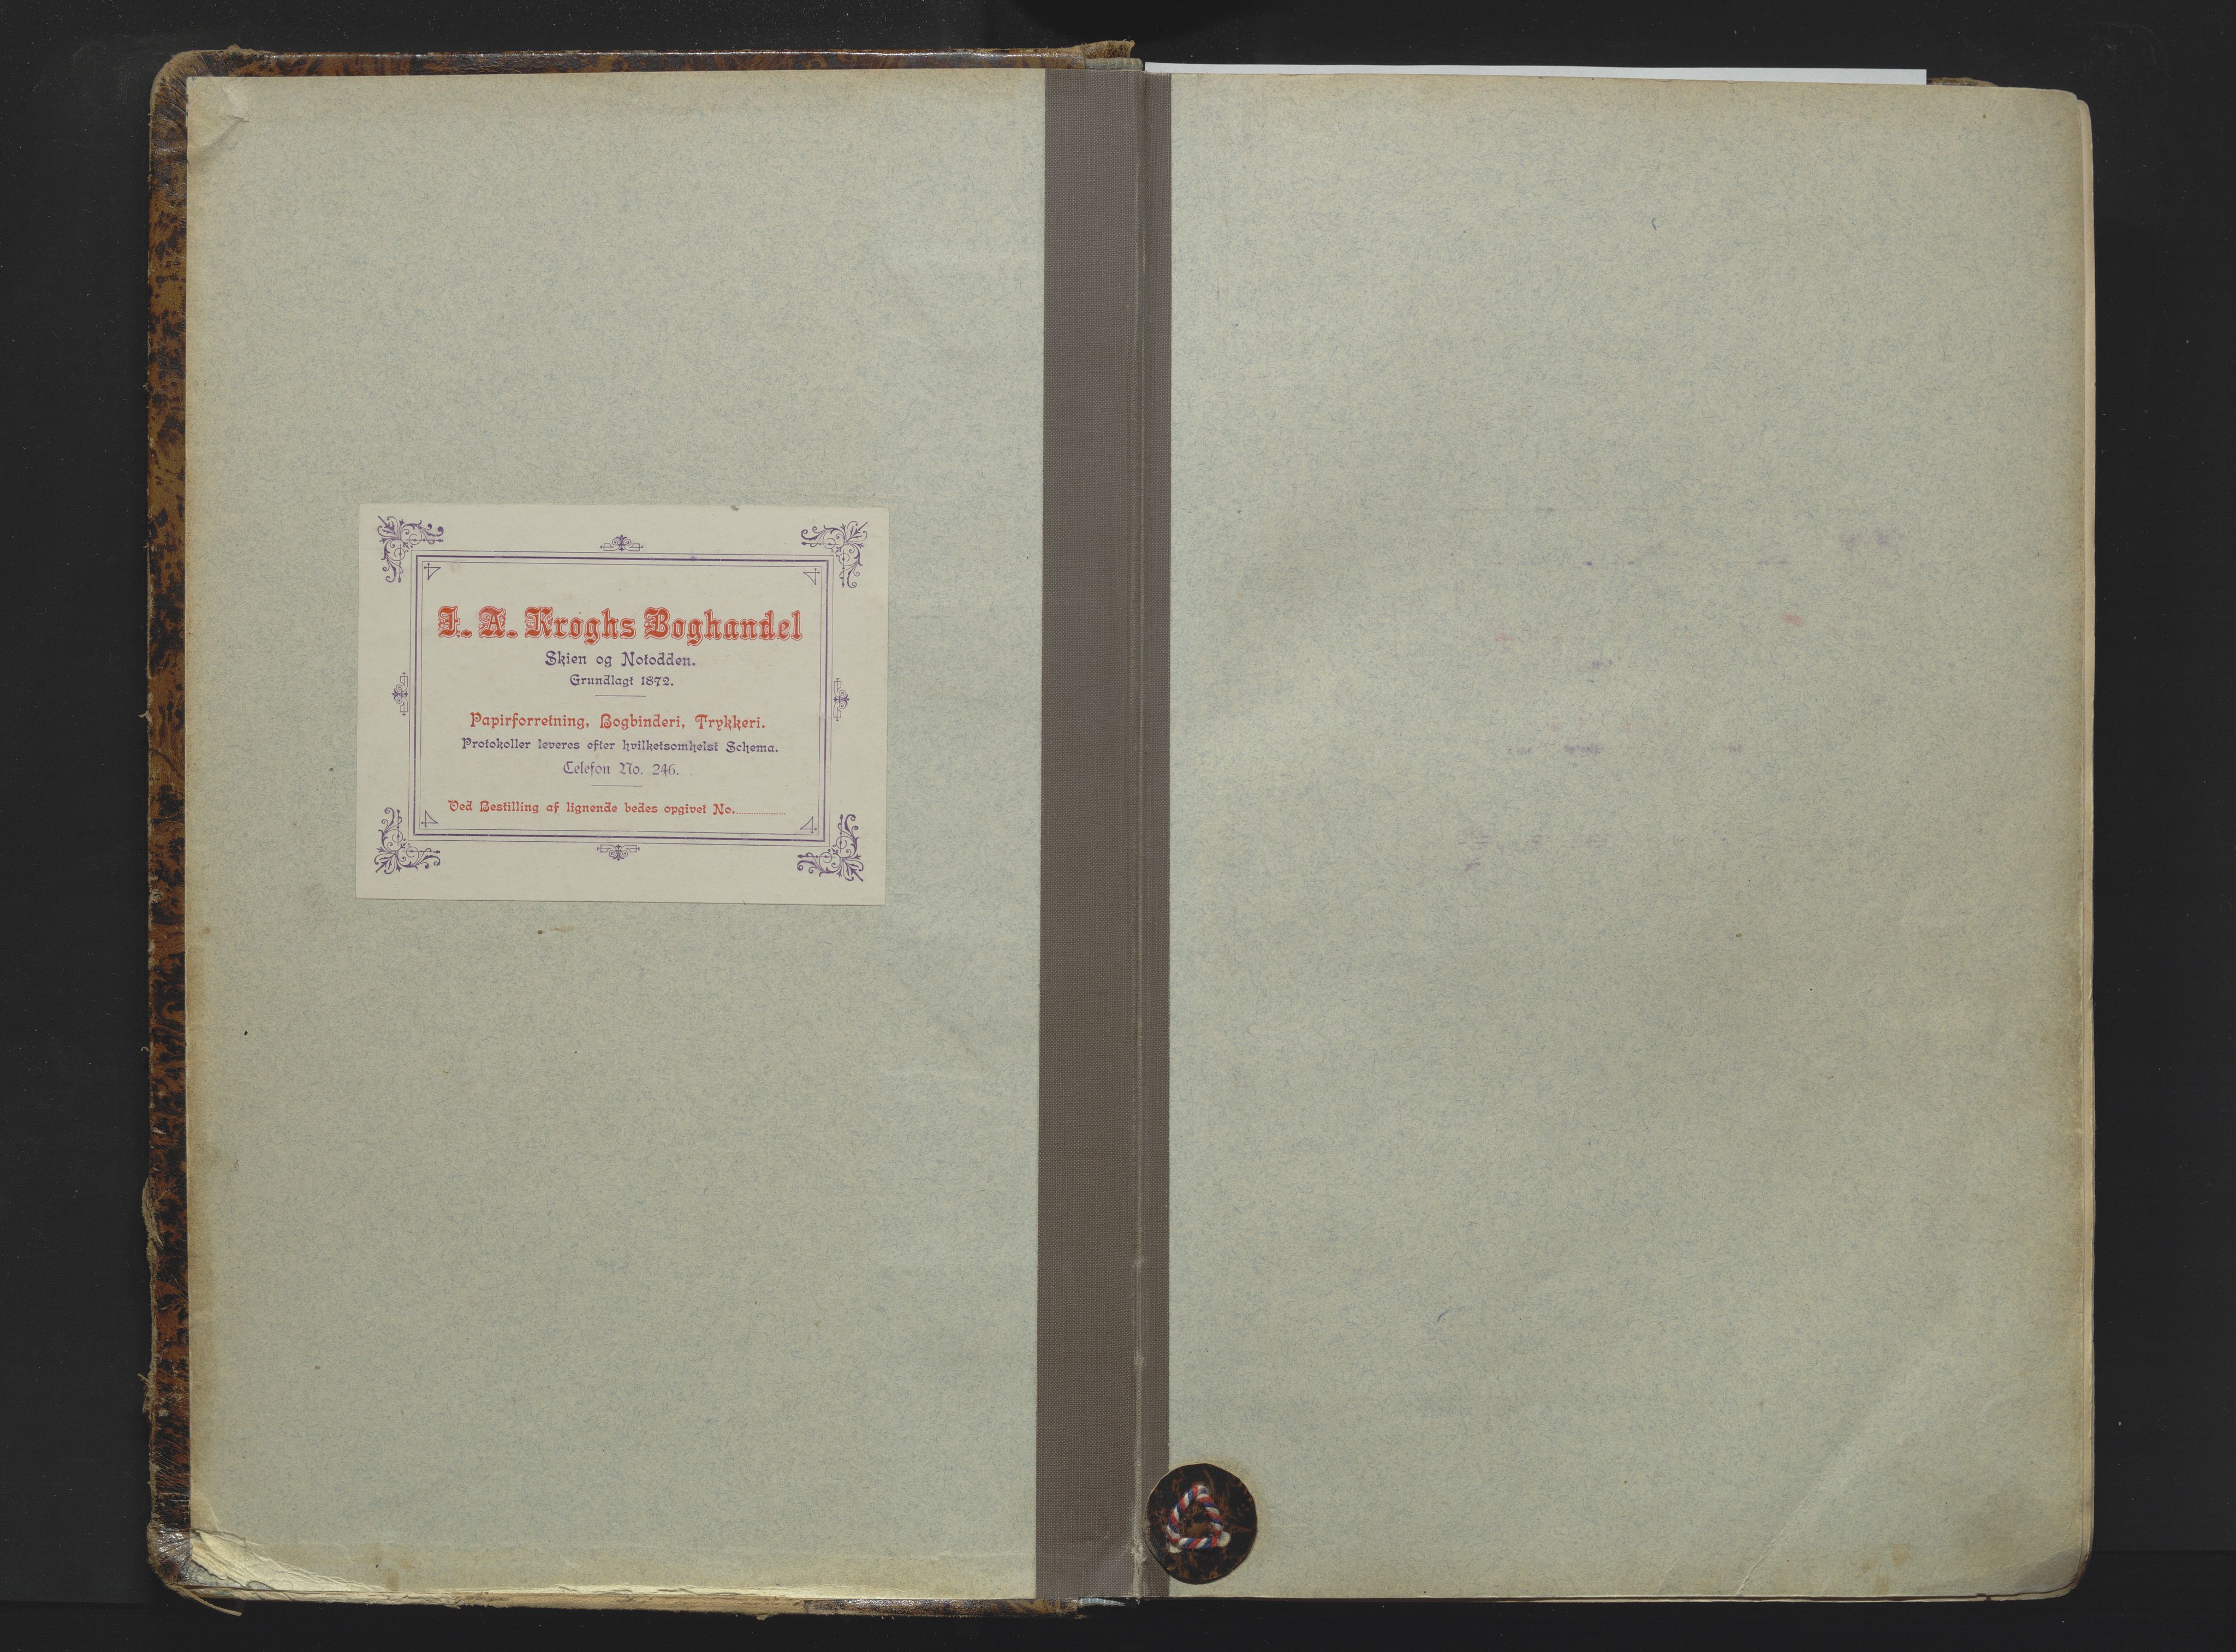 I. A. Kroghs Boghandel
Skien og Notodden.
Grundlagt 1872.
Papirforretning, Bogbinderi, Trykkeri.
Protokoller leveres efter hvilketsomhelst Schema.
Telefon No. 246.
Ved Bestilling af lignende bedes opgivet No.